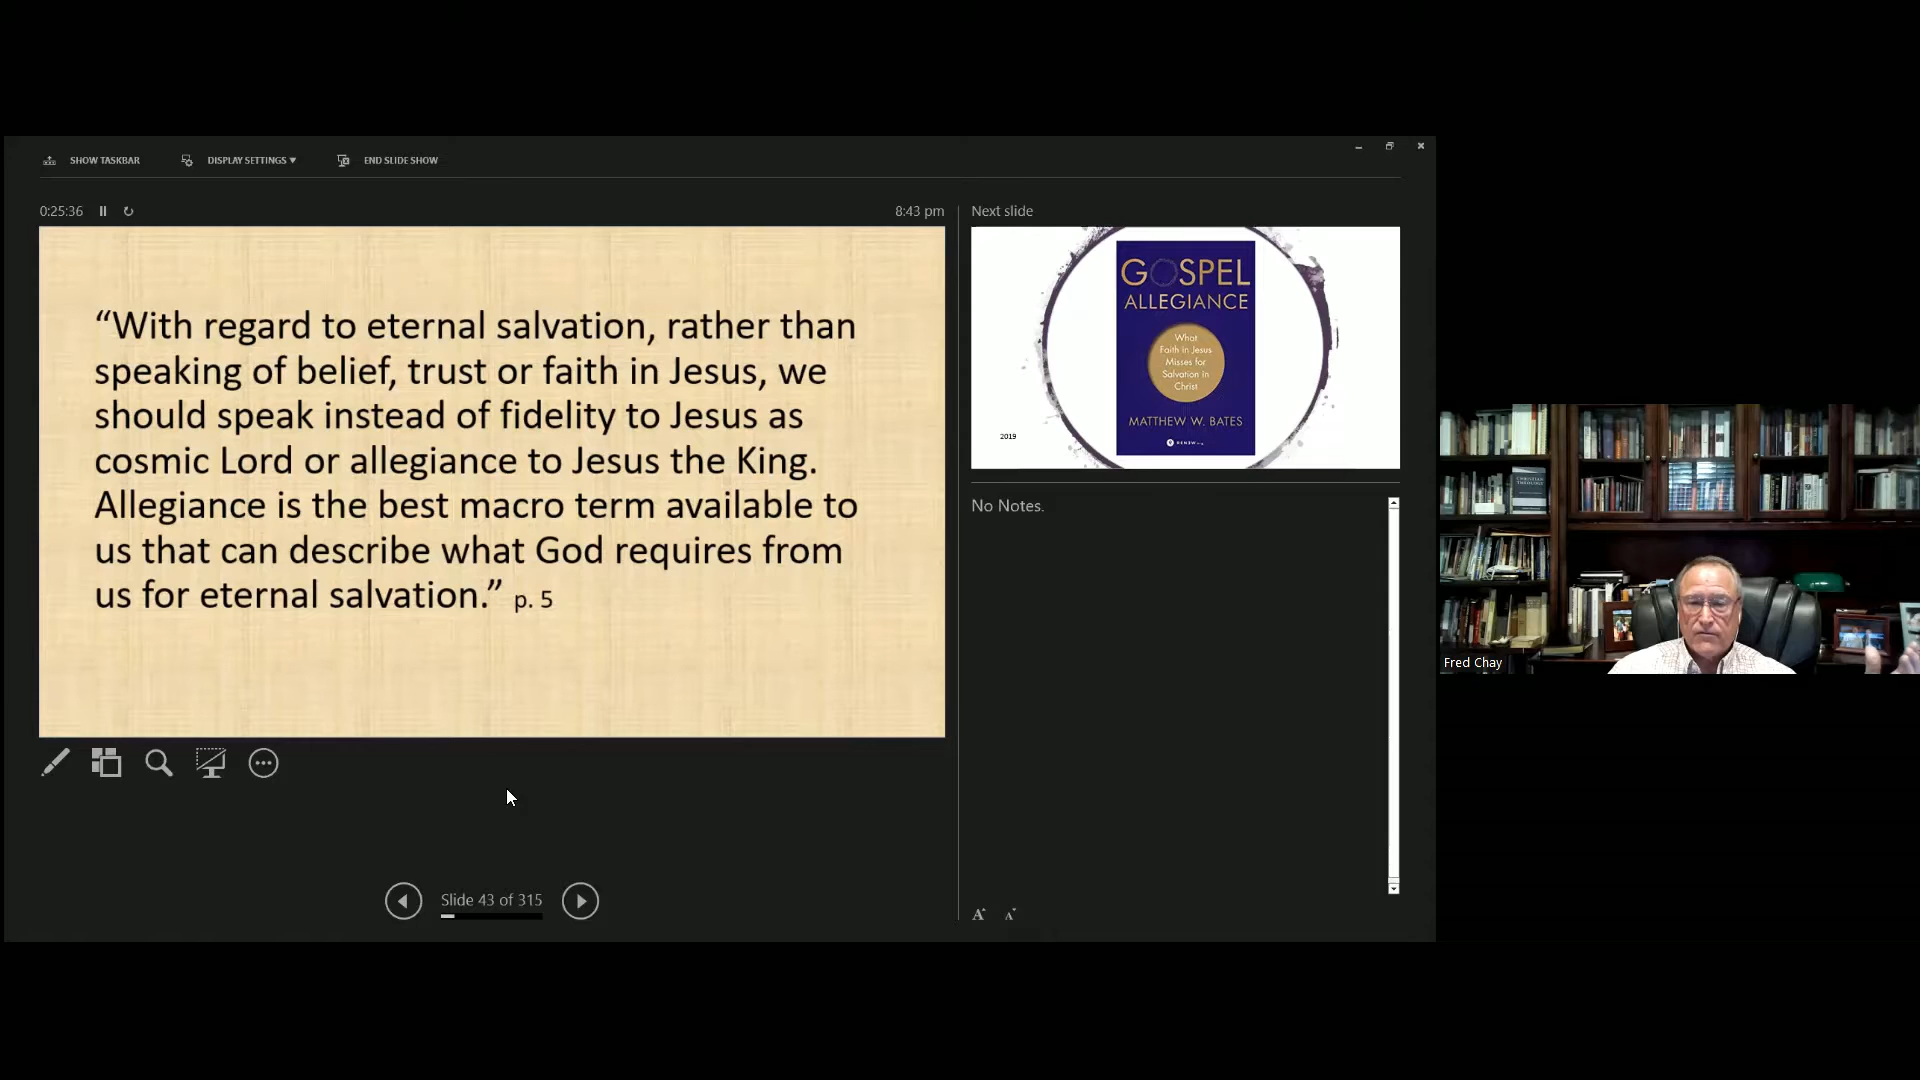 SHOW TASKBAR
DISPLAY SETTINGS ▼
END SLIDE SHOW
0:25:36
8:43 pm
“With regard to eternal salvation, rather than
speaking of belief, trust or faith in Jesus, we
should speak instead of fidelity to Jesus as
cosmic Lord or allegiance to Jesus the King.
Allegiance is the best macro term available to
us that can describe what God requires from
us for eternal salvation.” p. 5
Slide 43 of 315
Next slide
GOSPEL
ALLEGIANCE
What
Faith in Jesus
Misses for
Salvation in
Christ
MATTHEW W. BATES
2019
No Notes.
A
A
CHRISTIAN
THEOLOGY
Fred Chay